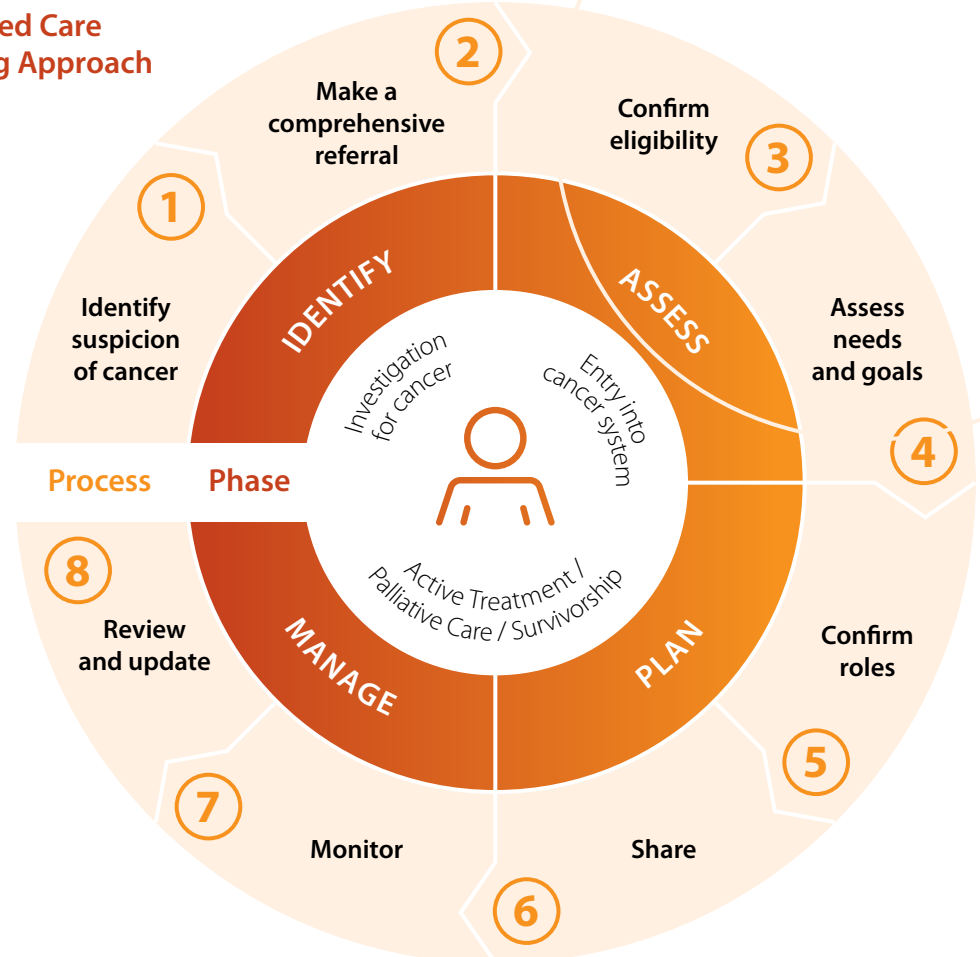 ed Care
g Approach
1
Identify
suspicion
of cancer
2
Make a
comprehensive
referral
3
Confirm
eligibility
4
Assess
needs
and goals
5
Confirm
roles
6
Share
7
Monitor
8
Review
and update
Process
Phase
IDENTIFY
ASSESS
PLAN
MANAGE
Investigation
for cancer
Entry into
cancer system
Active Treatment /
Palliative Care / Survivorship